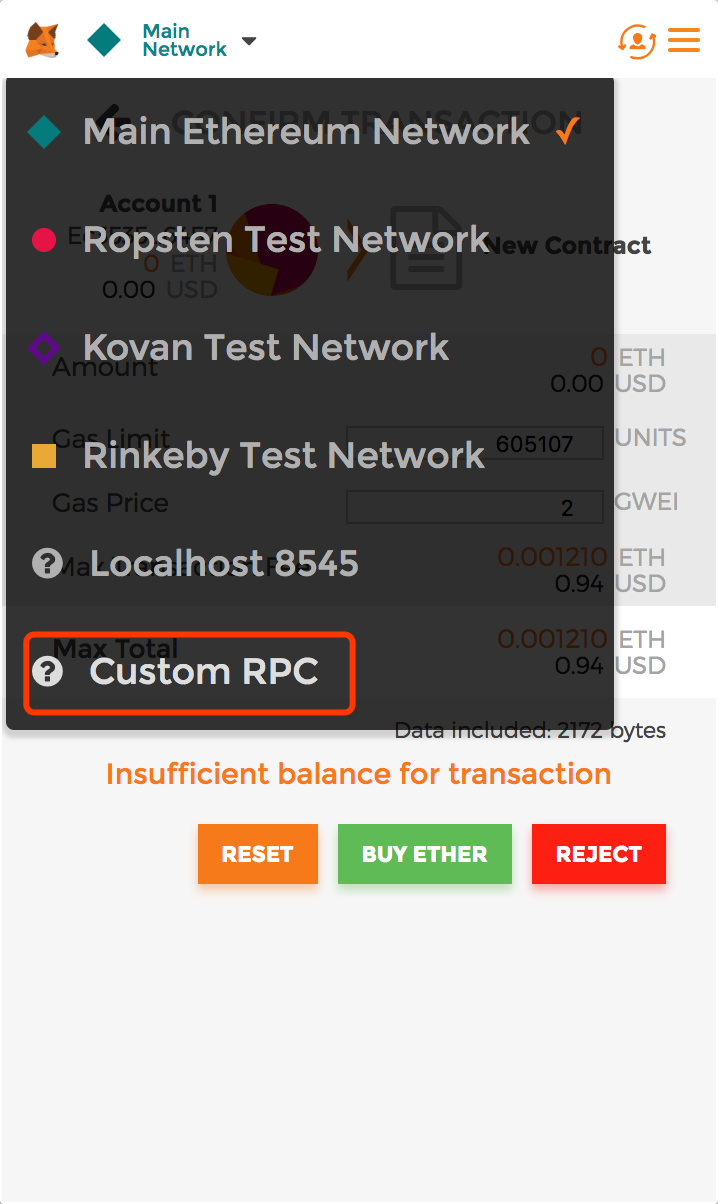 Main
Network
CONFIRM TRANSACTION
Main Ethereum Network
Account 1
Ropsten Test Network
New Contract
0 ETH
0.00 USD
Kovan Test Network
Amount
0 ETH
0.00 USD
Gas Limit
605107
UNITS
Rinkeby Test Network
Gas Price
2
GWEI
Localhost 8545
Max Transaction Fee
0.001210 ETH
0.94 USD
Max Total
0.001210 ETH
0.94 USD
Custom RPC
Data included: 2172 bytes
Insufficient balance for transaction
RESET
BUY ETHER
REJECT